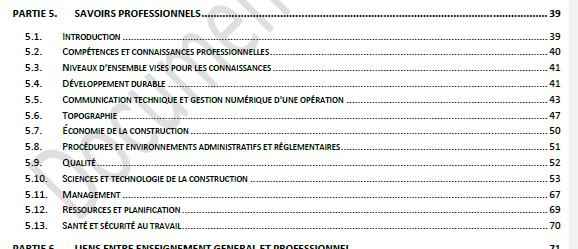 PARTIE 5. SAVOIRS PROFESSIONNELS 39
5.1. INTRODUCTION 39
5.2. COMPÉTENCES ET CONNAISSANCES PROFESSIONNELLES 40
5.3. NIVEAUX D'ENSEMBLE VISÉS POUR LES CONNAISSANCES 41
5.4. DÉVELOPPEMENT DURABLE 41
5.5. COMMUNICATION TECHNIQUE ET GESTION NUMÉRIQUE D'UNE OPÉRATION 43
5.6. TOPOGRAPHIE 47
5.7. ÉCONOMIE DE LA CONSTRUCTION 50
5.8. PROCÉDURES ET ENVIRONNEMENTS ADMINISTRATIFS ET RÉGLEMENTAIRES 51
5.9. QUALITÉ 52
5.10. SCIENCES ET TECHNOLOGIE DE LA CONSTRUCTION 53
5.11. MANAGEMENT 67
5.12. RESSOURCES ET PLANIFICATION 69
5.13. SANTÉ ET SÉCURITÉ AU TRAVAIL 70
PARTIE 6. LIENS ENTRE ENSEIGNEMENT GENERAL ET PROFESSIONNEL 71
Documen